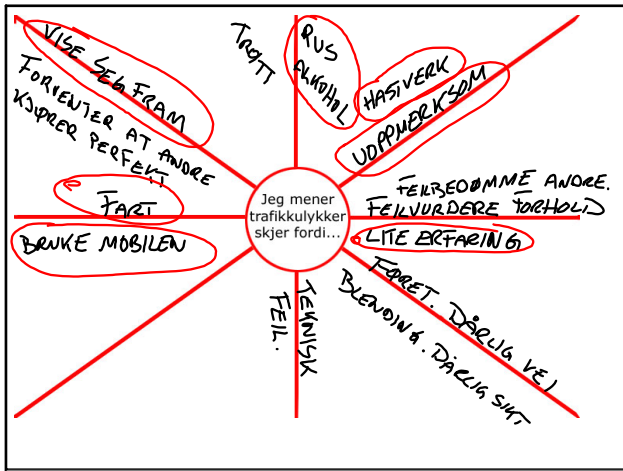 VISE SEG FRAM
FORVENTER AT ANDRE
KJØRER PERFEKT
FART
BRUKE MOBILEN
TRØTT
RUS
ALKOHOL
HASTVERK
UOPPMERKSOM
Jeg mener
trafikkulykker
skjer fordi...
FEILBEDØMME ANDRE.
FEILVURDERE FORHOLD
LITE ERFARING
FØRET. DÅRLIG VEI
BLENDING. DÅRLIG SIKT
TEKNISK
FEIL.